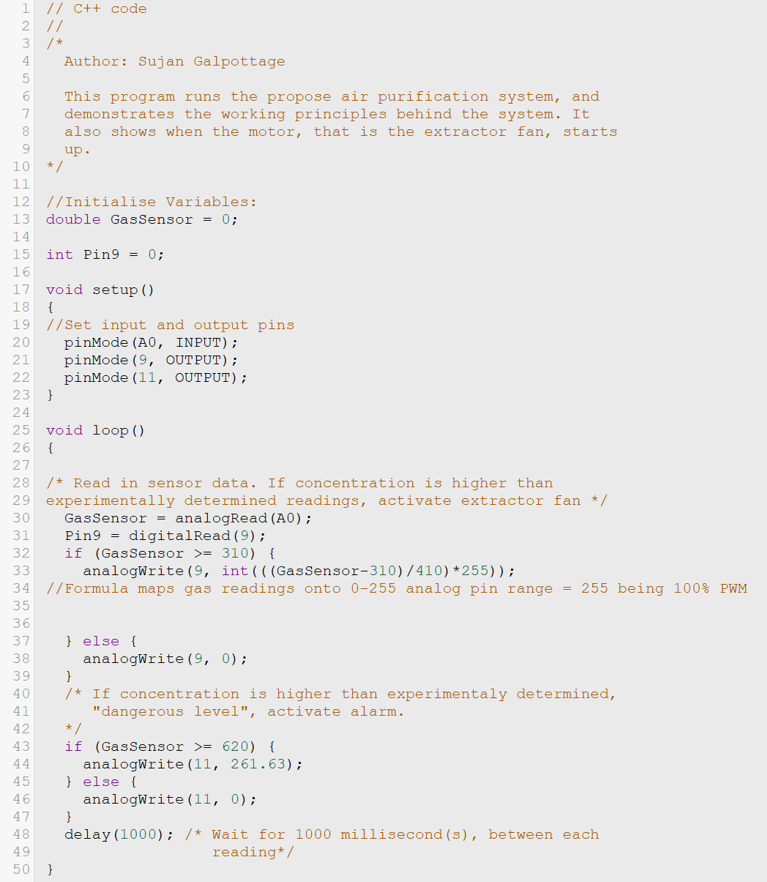 1 // C++ code
2 //
3 /*
4 Author: Sujan Galpottage
5
6 This program runs the propose air purification system, and
7 demonstrates the working principles behind the system. It
8 also shows when the motor, that is the extractor fan, starts
9 up.
10 */
11
12 //Initialise Variables:
13 double GasSensor = 0;
14
15 int Pin9 = 0;
16
17 void setup()
18 {
19 //Set input and output pins
20 pinMode(A0, INPUT);
21 pinMode(9, OUTPUT);
22 pinMode(11, OUTPUT);
23 }
24
25 void loop()
26 {
27
28 /* Read in sensor data. If concentration is higher than
29 experimentally determined readings, activate extractor fan */
30 GasSensor = analogRead(A0);
31 Pin9 = digitalRead(9);
32 if (GasSensor >= 310) {
33 analogWrite(9, int(((GasSensor-310)/410)*255));
34 //Formula maps gas readings onto 0-255 analog pin range = 255 being 100% PWM
35
36
37 } else {
38 analogWrite(9, 0);
39 }
40 /* If concentration is higher than experimentaly determined,
41 "dangerous level", activate alarm.
42 */
43 if (GasSensor >= 620) {
44 analogWrite(11, 261.63);
45 } else {
46 analogWrite(11, 0);
47 }
48 delay(1000); /* Wait for 1000 millisecond(s), between each
49 reading*/
50 }